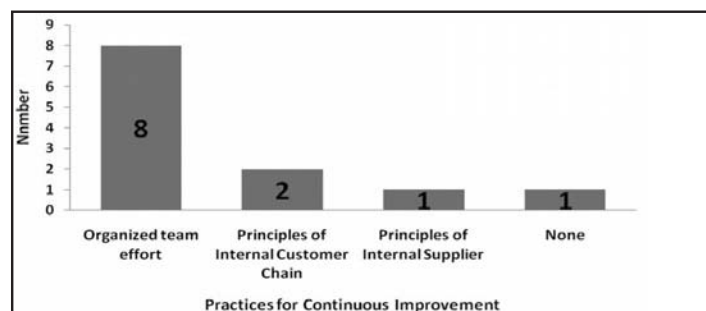 9
8
7
6
5
4
3
2
1
0
Nnmber
8
2
1
1
Organized team effort
Principles of Internal Customer Chain
Principles of Internal Supplier
None
Practices for Continuous Improvement